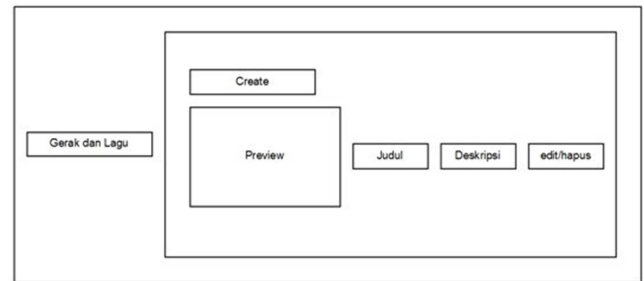 Create
Gerak dan Lagu
Preview
Judul
Deskripsi
edit/hapus